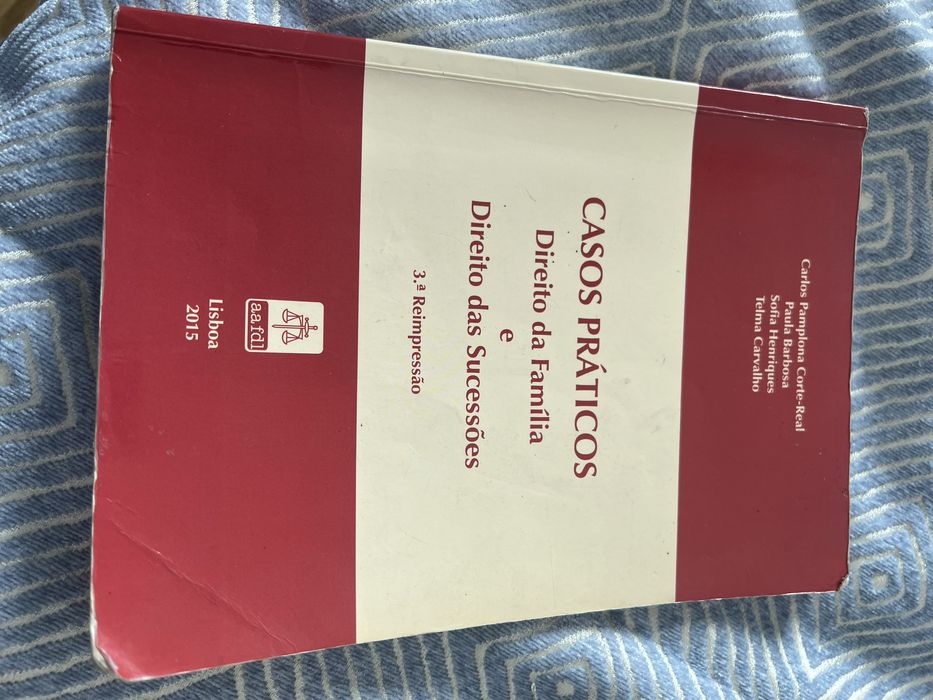 Carlos Pamplona Corte-Real
Paula Barbosa
Sofia Henriques
Telma Carvalho
CASOS PRÁTICOS
Direito da Família
e
Direito das Sucessões
3.ª Reimpressão
aafdl
Lisboa
2015